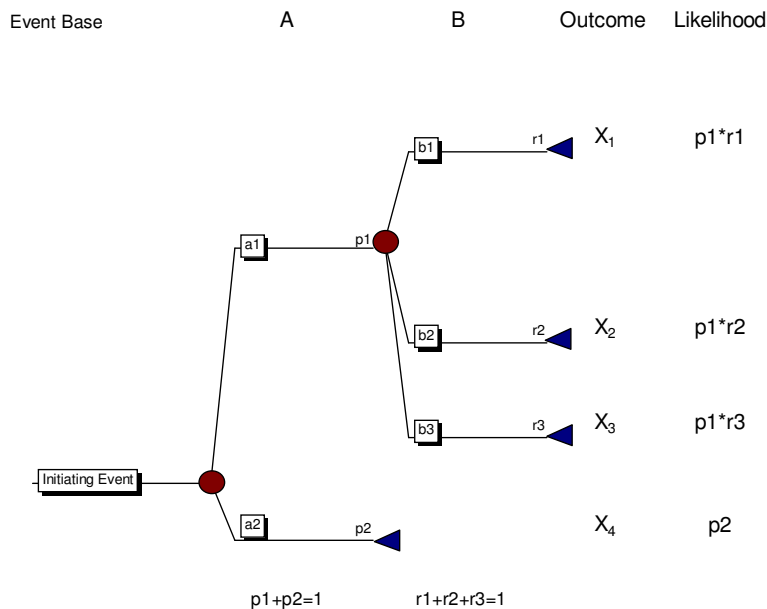 Event Base A B Outcome Likelihood
b1 r1 X₁ p1*r1
a1 p1
b2 r2 X₂ p1*r2
b3 r3 X₃ p1*r3
Initiating Event
a2 p2 X₄ p2
p1+p2=1 r1+r2+r3=1